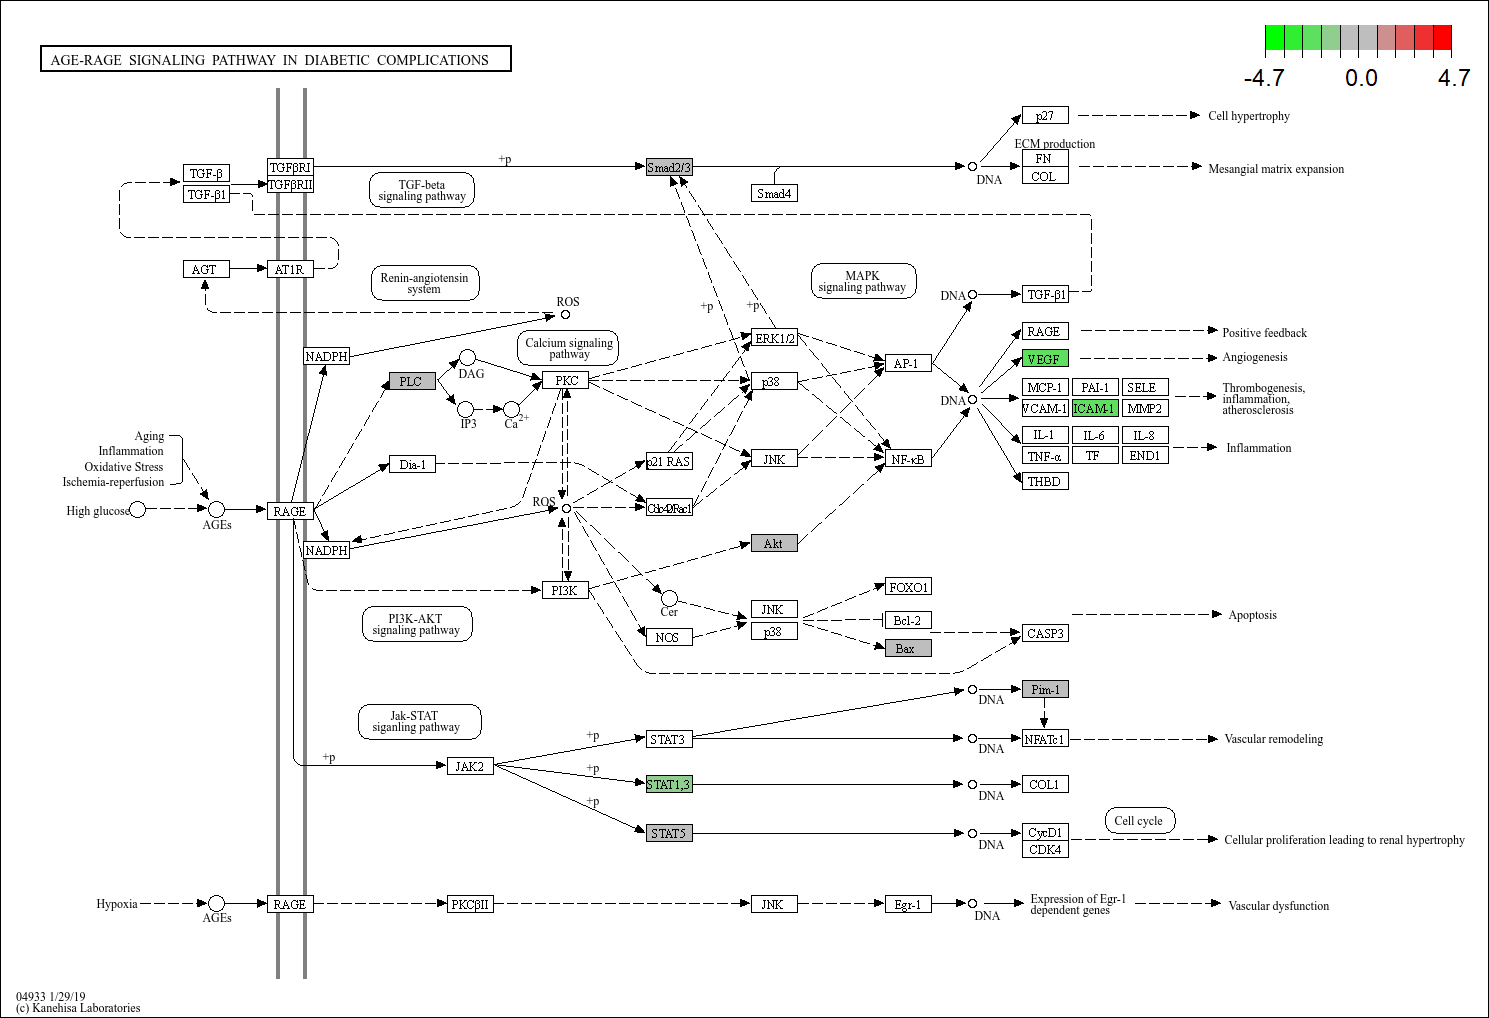 AGE-RAGE SIGNALING PATHWAY IN DIABETIC COMPLICATIONS
-4.7 0.0 4.7
p27
Cell hypertrophy
ECM production
TGF-β
TGFβRI
+p
Smad2/3
DNA
FN
COL
Mesangial matrix expansion
TGF-β1
TGFβRII
TGF-beta
signaling pathway
Smad4
AGT
AT1R
Renin-angiotensin
system
MAPK
signaling pathway
DNA
TGF-β1
ROS
+p
+p
NADPH
Calcium signaling
pathway
ERK1/2
RAGE
Positive feedback
VEGF
Angiogenesis
AP-1
PLC
DAG
PKC
p38
MCP-1 PAI-1 SELE
VCAM-1 ICAM-1 MMP2
Thrombogenesis,
inflammation,
atherosclerosis
DNA
IP3
Ca2+
IL-1 IL-6 IL-8
TNF-α TF END1
Inflammation
Aging
Inflammation
Oxidative Stress
Ischemia-reperfusion
Dia-1
p21 RAS
JNK
NF-κB
THBD
High glucose
AGEs
RAGE
ROS
Cdc42/Rac1
NADPH
Akt
PI3K
Cer
FOXO1
PI3K-AKT
signaling pathway
NOS
JNK
p38
Bcl-2
Bax
CASP3
Apoptosis
DNA
Pim-1
Jak-STAT
siganling pathway
+p
STAT3
DNA
NFATc1
Vascular remodeling
+p
JAK2
+p
STAT1,3
DNA
COL1
+p
STAT5
DNA
CycD1
CDK4
Cell cycle
Cellular proliferation leading to renal hypertrophy
Hypoxia
AGEs
RAGE
PKCβII
JNK
Egr-1
DNA
Expression of Egr-1
dependent genes
Vascular dysfunction
04933 1/29/19
(c) Kanehisa Laboratories